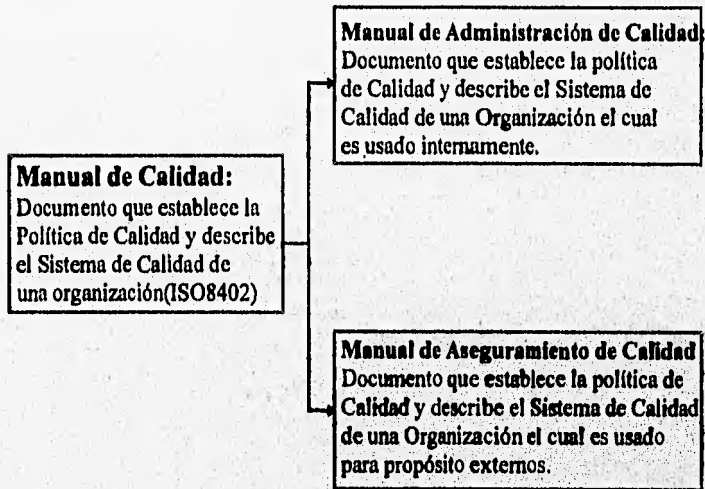 Manual de Administración de Calidad:
Documento que establece la política
de Calidad y describe el Sistema de
Calidad de una Organización el cual
es usado internamente.
Manual de Calidad:
Documento que establece la
Política de Calidad y describe
el Sistema de Calidad de
una organización(ISO8402)
Manual de Aseguramiento de Calidad
Documento que establece la política de
Calidad y describe el Sistema de Calidad
de una Organización el cual es usado
para propósito externos.